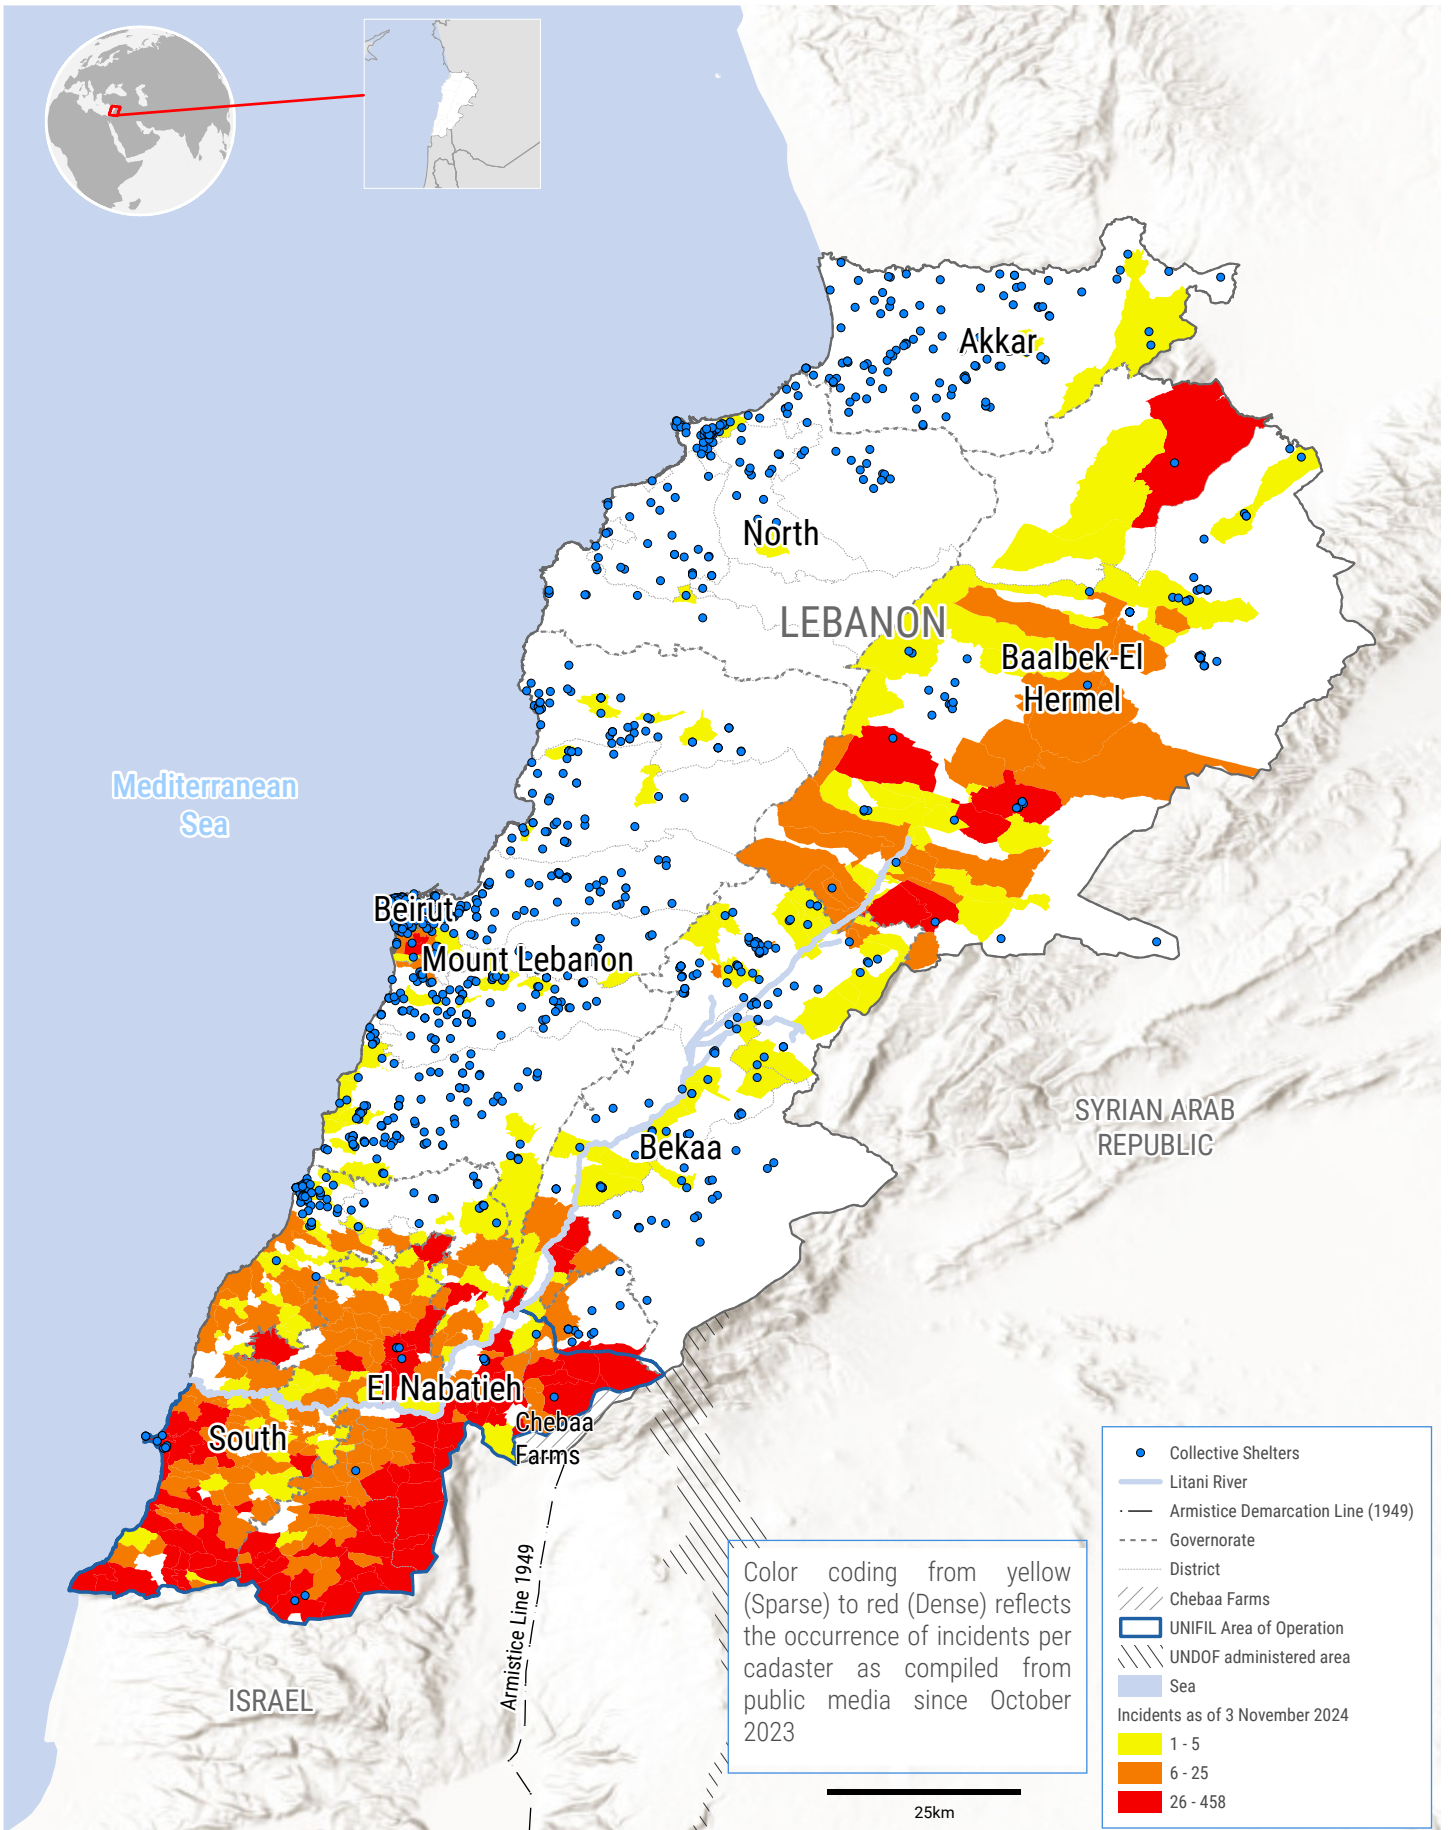 Akkar
North
LEBANON
Baalbek-El
Hermel
Mediterranean
Sea
Beirut
Mount Lebanon
SYRIAN ARAB
REPUBLIC
Bekaa
El Nabatieh
Chebaa
Farms
South
Armistice Line 1949
ISRAEL
Color coding from yellow
(Sparse) to red (Dense) reflects
the occurrence of incidents per
cadaster as compiled from
public media since October
2023
25km
Collective Shelters
Litani River
Armistice Demarcation Line (1949)
Governorate
District
Chebaa Farms
UNIFIL Area of Operation
UNDOF administered area
Sea
Incidents as of 3 November 2024
1 - 5
6 - 25
26 - 458